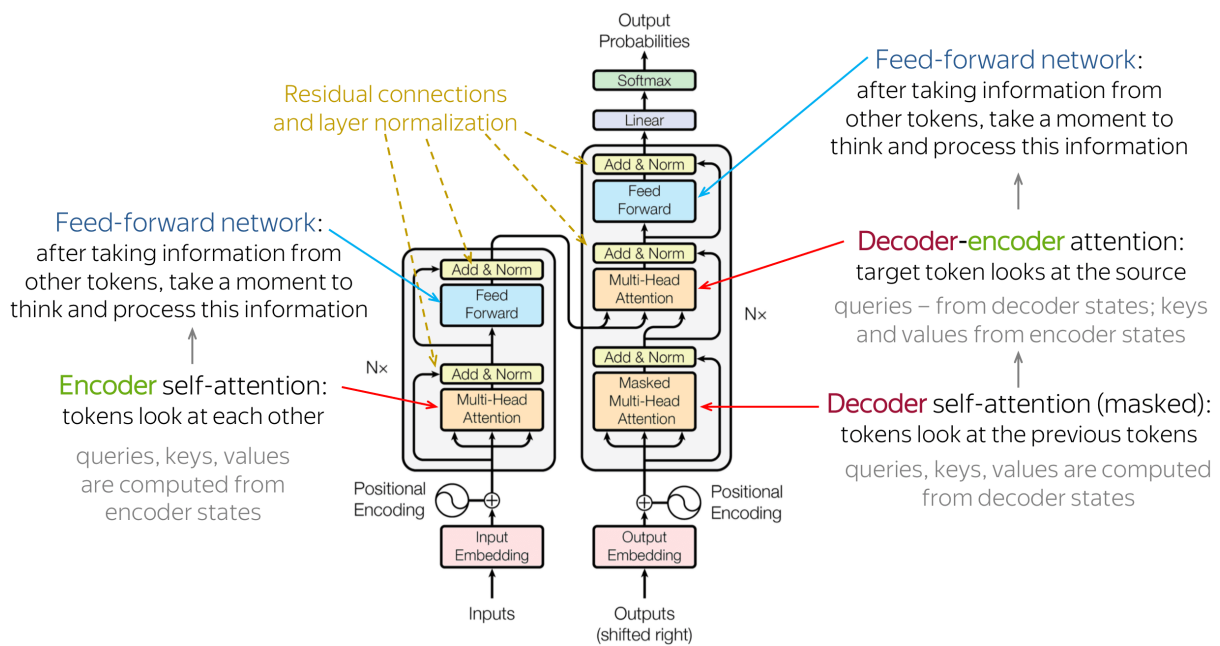 Output
Probabilities
Softmax
Linear
Add & Norm
Feed
Forward
Add & Norm
Multi-Head
Attention
Add & Norm
Masked
Multi-Head
Attention
Nx
Positional
Encoding
Output
Embedding
Outputs
(shifted right)
Residual connections
and layer normalization
Add & Norm
Feed
Forward
Add & Norm
Multi-Head
Attention
Nx
Positional
Encoding
Input
Embedding
Inputs
Feed-forward network:
after taking information from
other tokens, take a moment to
think and process this information
Encoder self-attention:
tokens look at each other
queries, keys, values
are computed from
encoder states
Feed-forward network:
after taking information from
other tokens, take a moment to
think and process this information
Decoder-encoder attention:
target token looks at the source
queries – from decoder states; keys
and values from encoder states
Decoder self-attention (masked):
tokens look at the previous tokens
queries, keys, values are computed
from decoder states